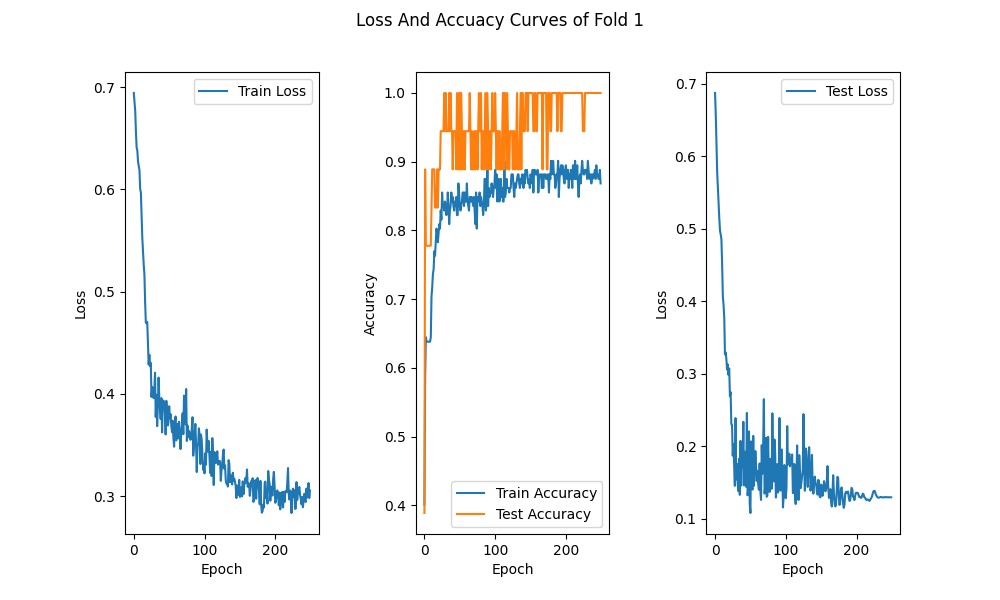 Loss And Accuacy Curves of Fold 1
Train Loss
0.7
0.6
0.5
0.4
0.3
Loss
0 100 200
Epoch
1.0
0.9
0.8
0.7
0.6
0.5
0.4
Accuracy
Train Accuracy
Test Accuracy
0 100 200
Epoch
Test Loss
0.7
0.6
0.5
0.4
0.3
0.2
0.1
Loss
0 100 200
Epoch